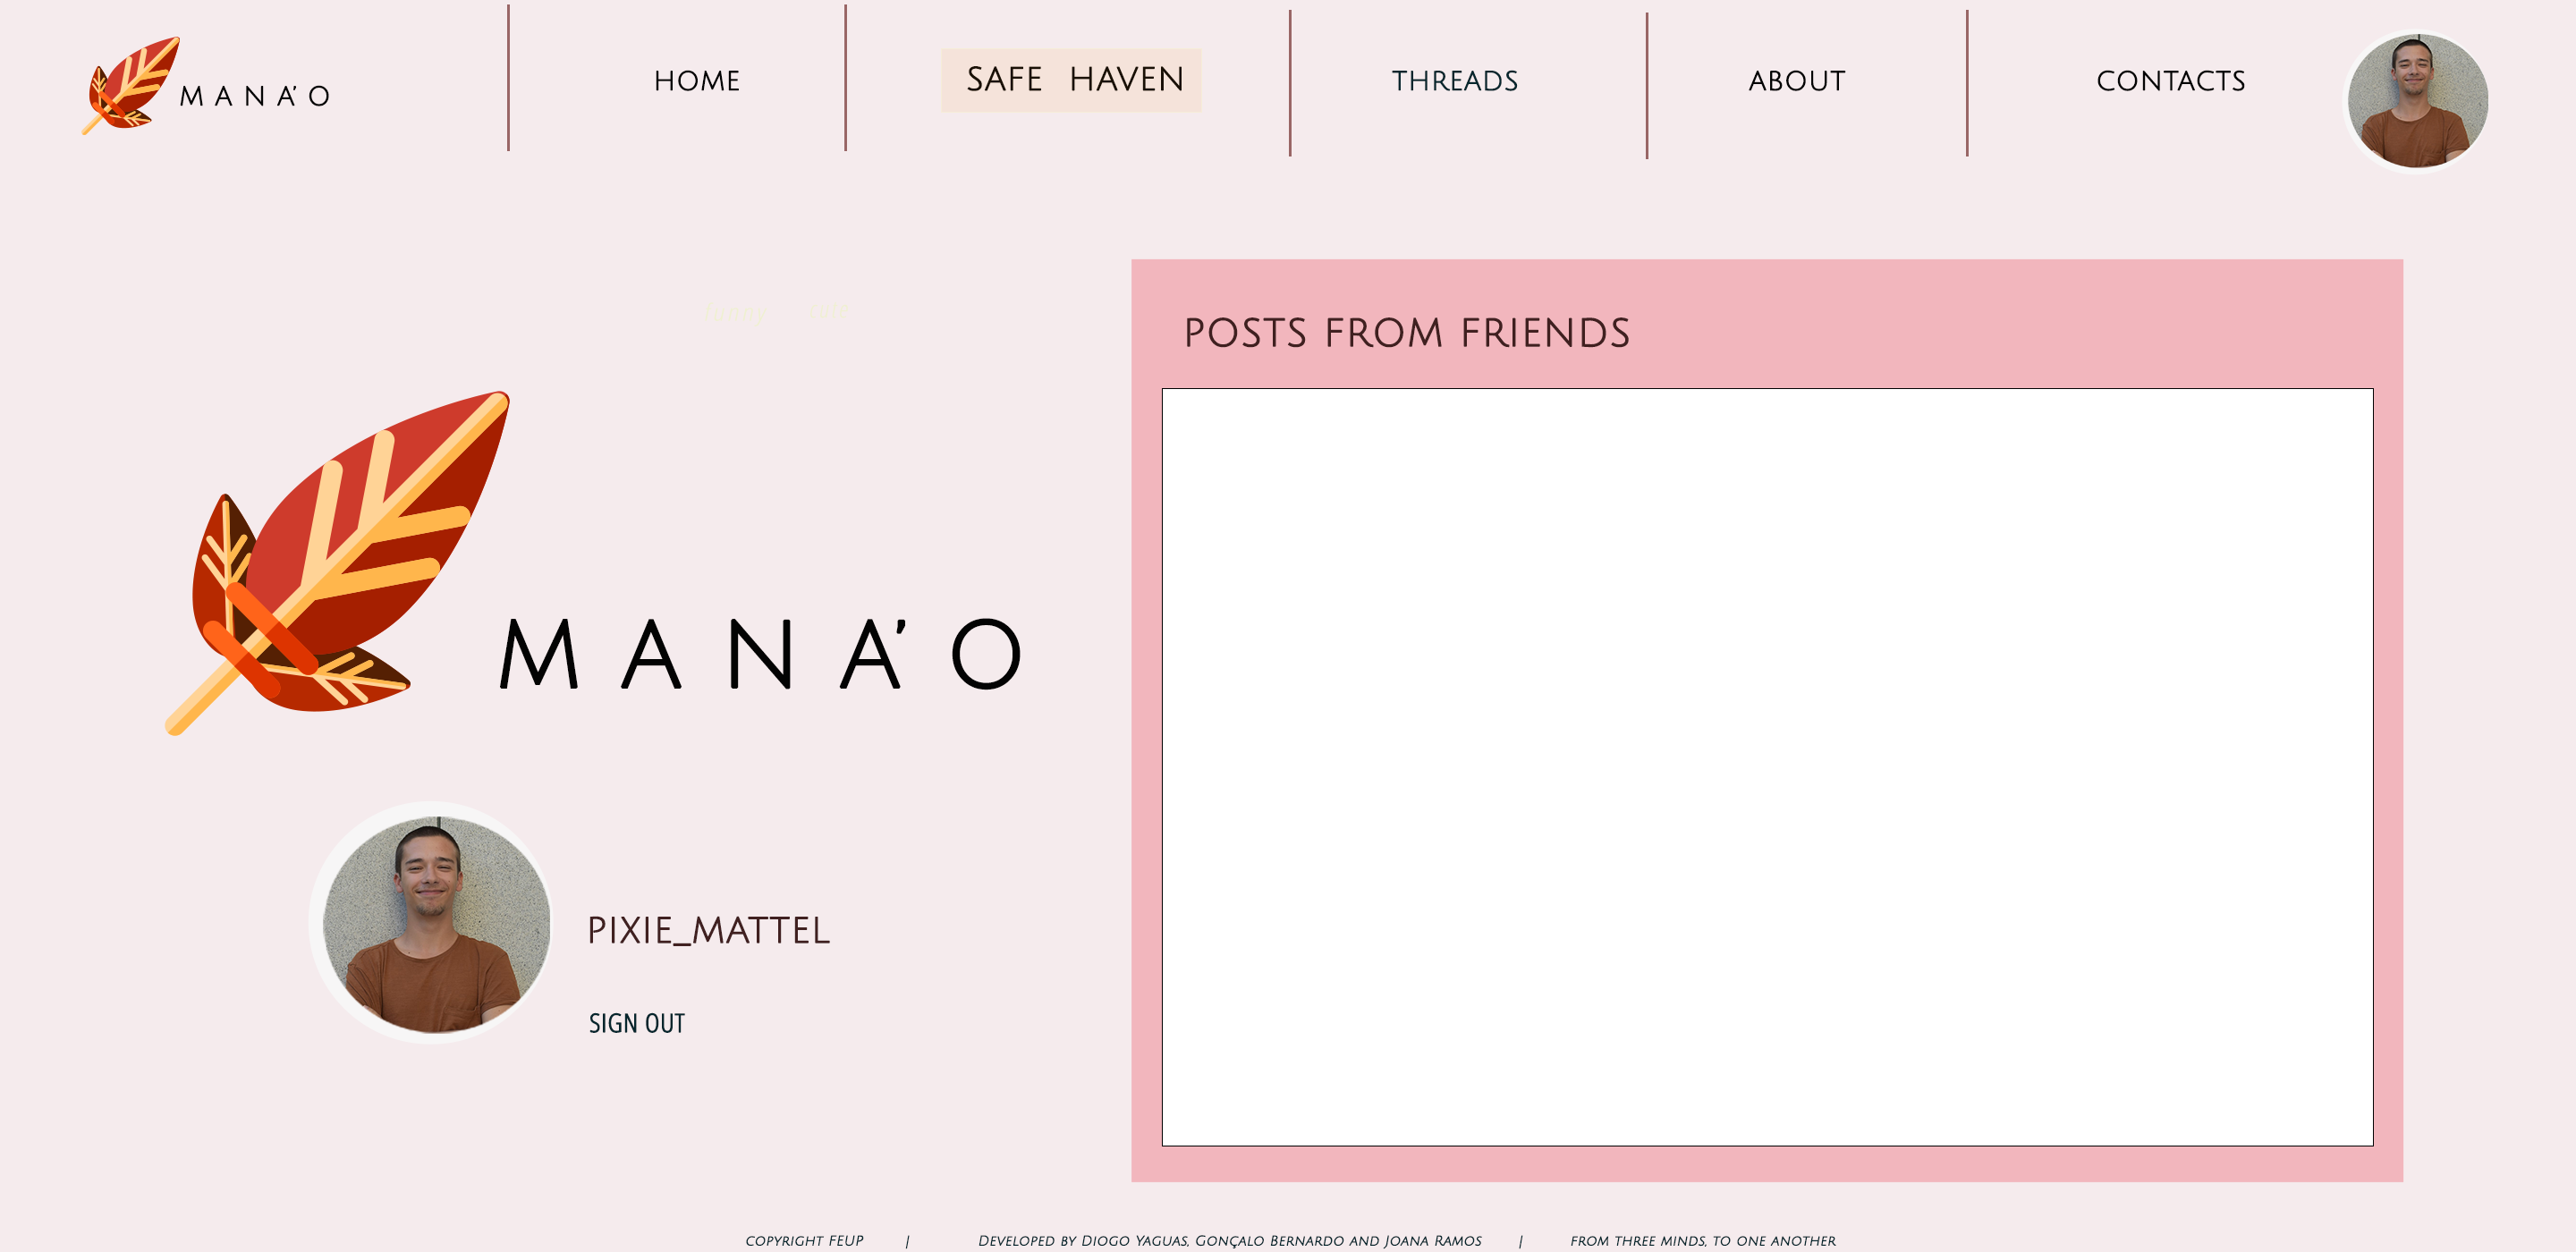 MANA'O
HOME
SAFE HAVEN
THREADS
ABOUT
CONTACTS
POSTS FROM FRIENDS
MANA'O
PIXIE_MATTEL
SIGN OUT
COPYRIGHT FEUP | DEVELOPED BY DIOGO YAGUAS, GONÇALO BERNARDO AND JOANA RAMOS | FROM THREE MINDS, TO ONE ANOTHER